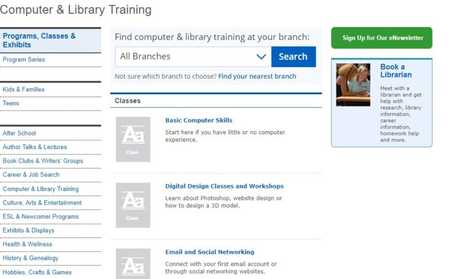 Computer & Library Training
Programs, Classes &
Exhibits
Program Series
Kids & Families
Teens
After School
Author Talks & Lectures
Book Clubs & Writers' Groups
Career & Job Search
Computer & Library Training
Culture, Arts & Entertainment
ESL & Newcomer Programs
Exhibits & Displays
Health & Wellness
History & Genealogy
Hobbies, Crafts & Games
Find computer & library training at your branch:
All Branches
Search
Not sure which branch to choose? Find your nearest branch
Classes
Aa
Class
Basic Computer Skills
Start here if you have little or no computer
experience.
Aa
Class
Digital Design Classes and Workshops
Learn about Photoshop, website design or
how to design a 3D model.
Aa
Class
Email and Social Networking
Connect with your first email account or
through social networking websites.
Sign Up for Our eNewsletter
Book a
Librarian
Meet with a
librarian and get
help with
research, library
information,
career
information,
homework help
and more.